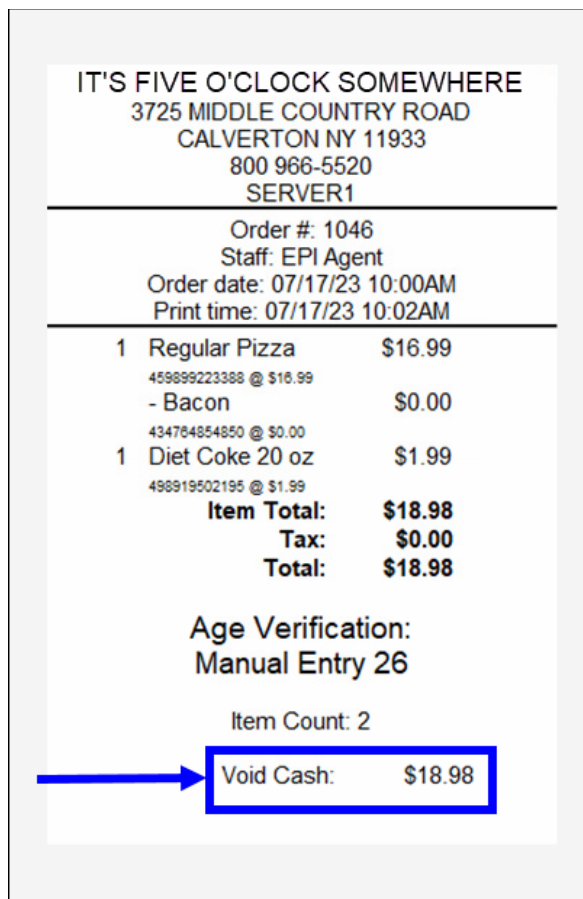 IT'S FIVE O'CLOCK SOMEWHERE
3725 MIDDLE COUNTRY ROAD
CALVERTON NY 11933
800 966-5520
SERVER1
Order #: 1046
Staff: EPI Agent
Order date: 07/17/23 10:00AM
Print time: 07/17/23 10:02AM
1 Regular Pizza $16.99
459899223388 @ $16.99
- Bacon $0.00
434764854850 @ $0.00
1 Diet Coke 20 oz $1.99
498919502195 @ $1.99
Item Total: $18.98
Tax: $0.00
Total: $18.98
Age Verification:
Manual Entry 26
Item Count: 2
Void Cash: $18.98